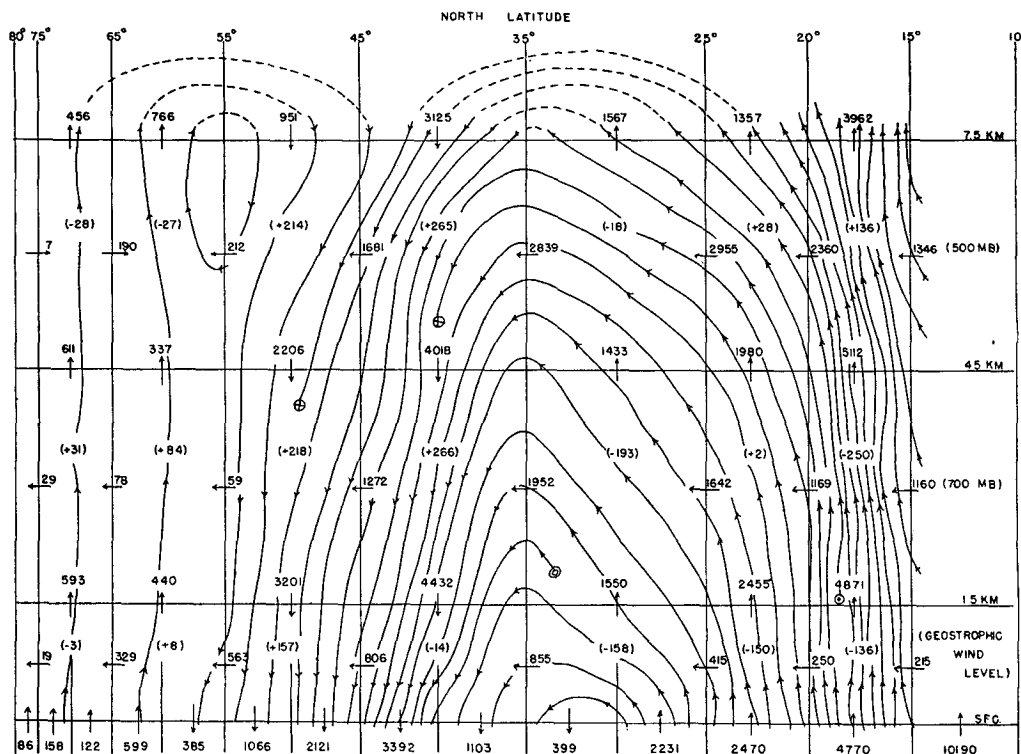 NORTH LATITUDE
80° 75° 65° 55° 45° 35° 25° 20° 15° 10
456 766 951 3125 1567 1357 3962
7.5 KM
(-28) (-27) (+214) (+265) (-18) (+28) (+136)
7 190 212 1681 2839 2955 2360 1346 (500 MB)
611 337 2206 4018 1433 1980 5112
4.5 KM
(+31) (+84) (+218) (+266) (-193) (+2) (-250)
29 78 59 1272 1952 1642 1169 1160 (700 MB)
593 440 3201 4432 1550 2455 4871
1.5 KM
(-3) (+8) (+157) (-14) (-158) (-150) (-136)
(GEOSTROPHIC
WIND
LEVEL)
19 329 563 806 855 415 250 215
SFC.
86 158 122 599 385 1066 2121 3392 1103 399 2231 2470 4770 10190